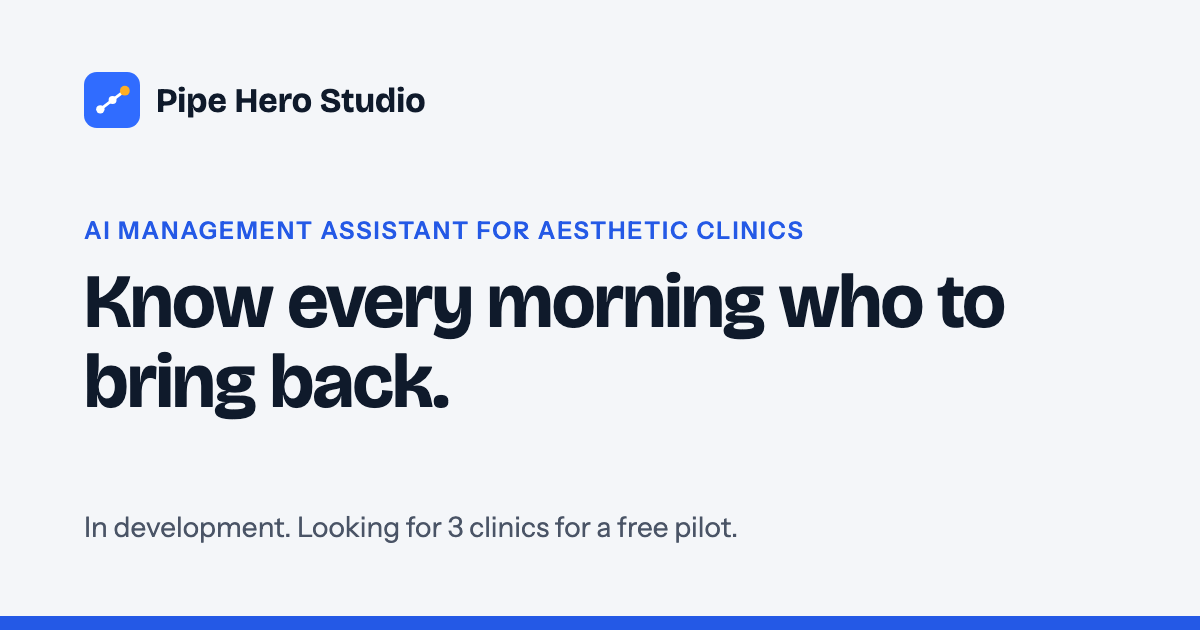 Pipe Hero Studio
AI MANAGEMENT ASSISTANT FOR AESTHETIC CLINICS
Know every morning who to
bring back.
In development. Looking for 3 clinics for a free pilot.